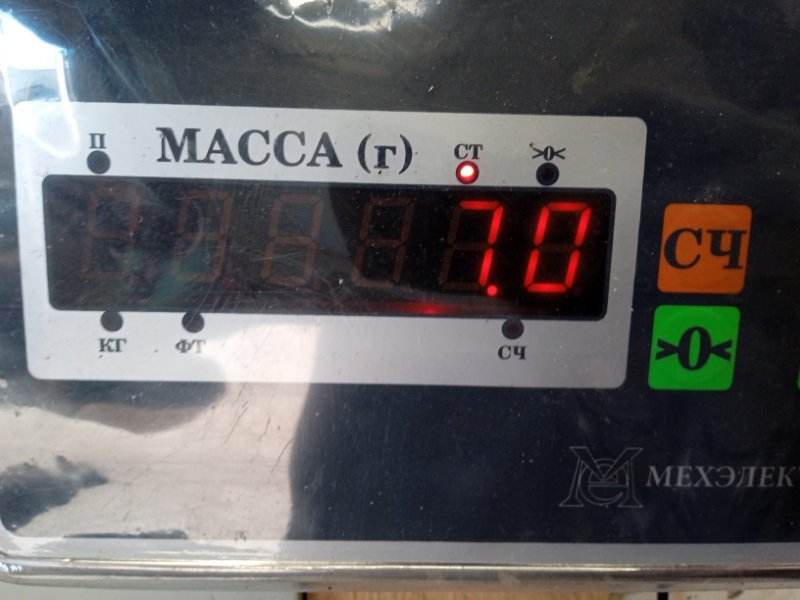 П МАССА (г) СТ >0<
7.0
КГ ФТ СЧ
СЧ
>0<
МЕХЭЛЕК